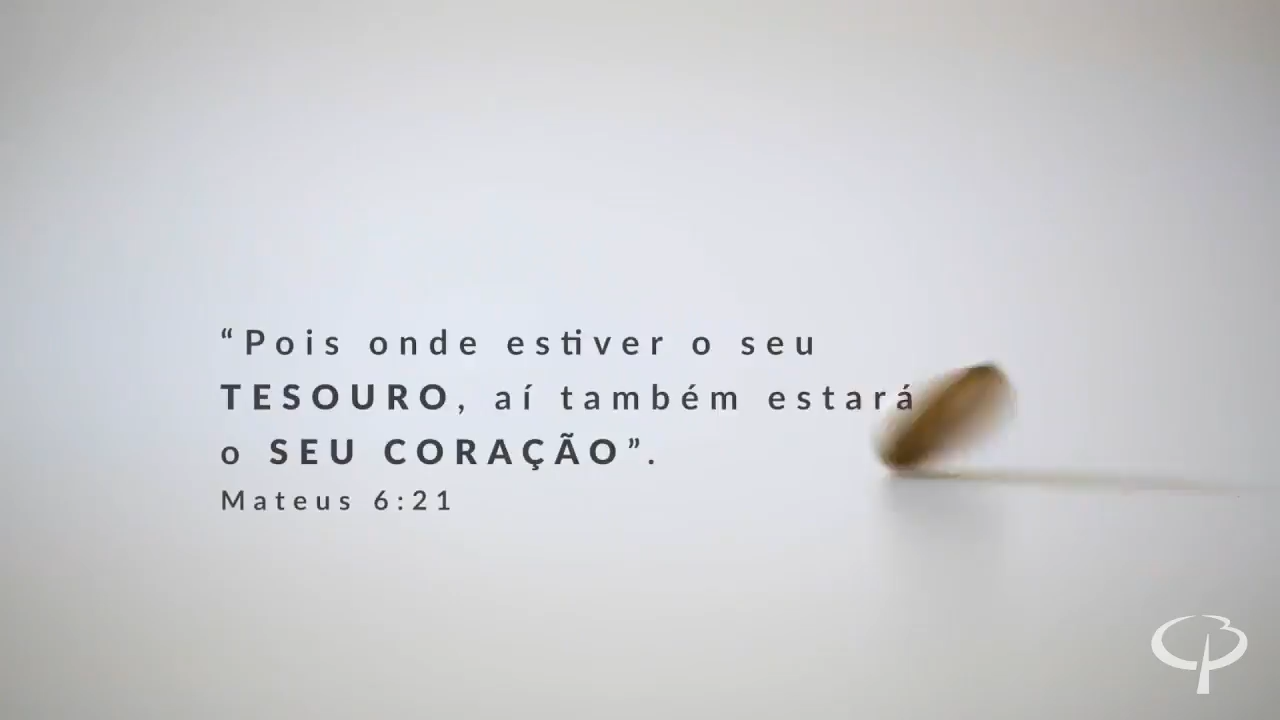 “Pois onde estiver o seu
TESOURO, aí também estará
o SEU CORAÇÃO”.
Mateus 6:21